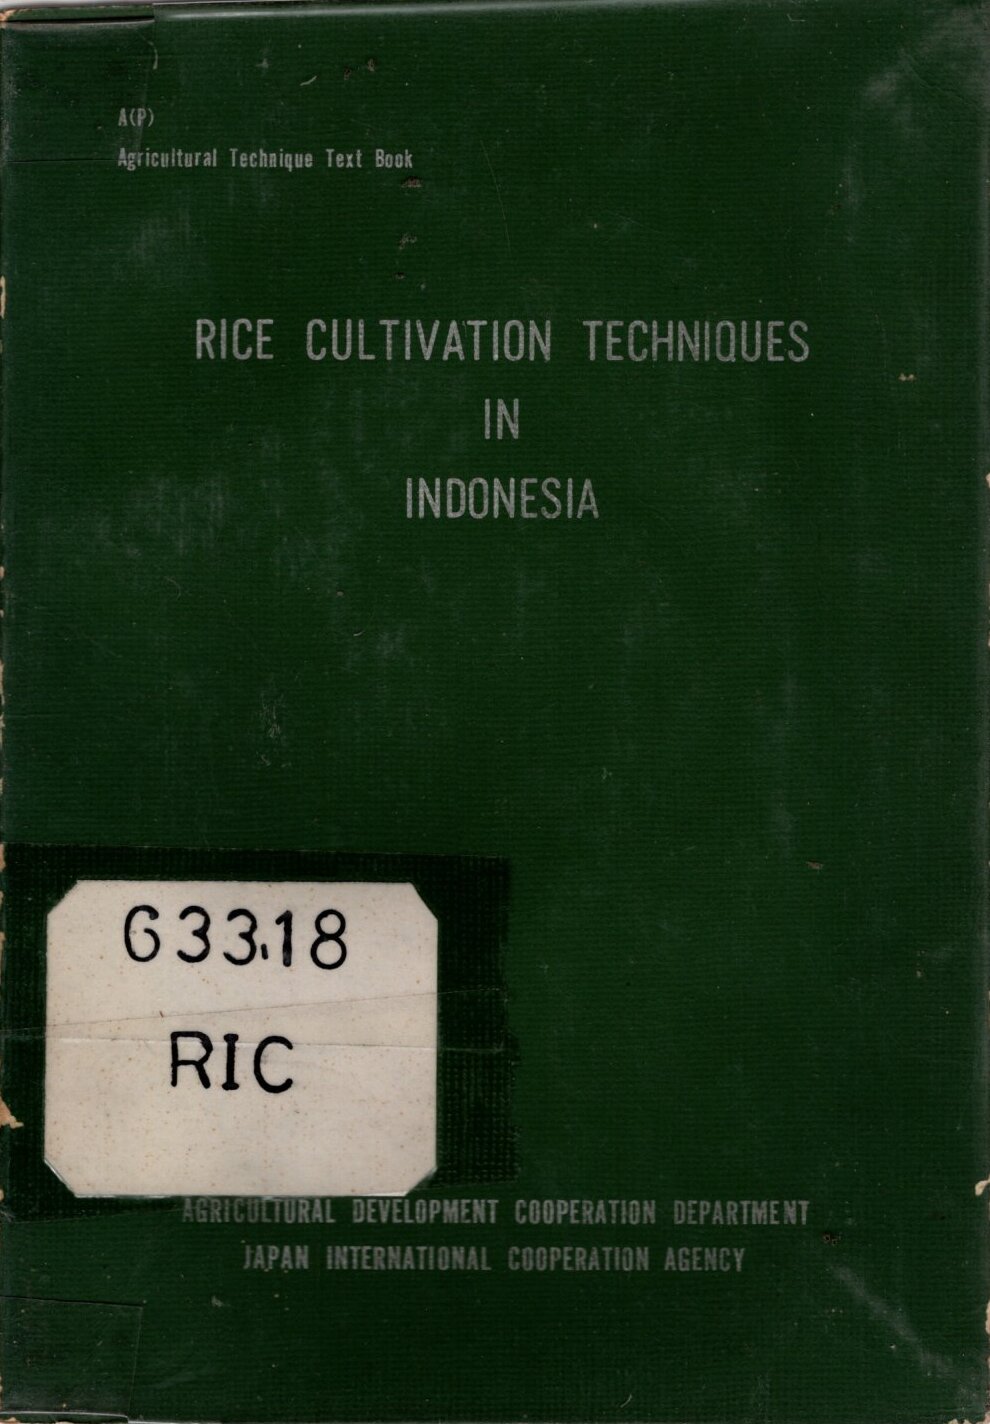 A(P)
Agricultural Technique Text Book
RICE CULTIVATION TECHNIQUES
IN
INDONESIA
633.18
RIC
AGRICULTURAL DEVELOPMENT COOPERATION DEPARTMENT
JAPAN INTERNATIONAL COOPERATION AGENCY